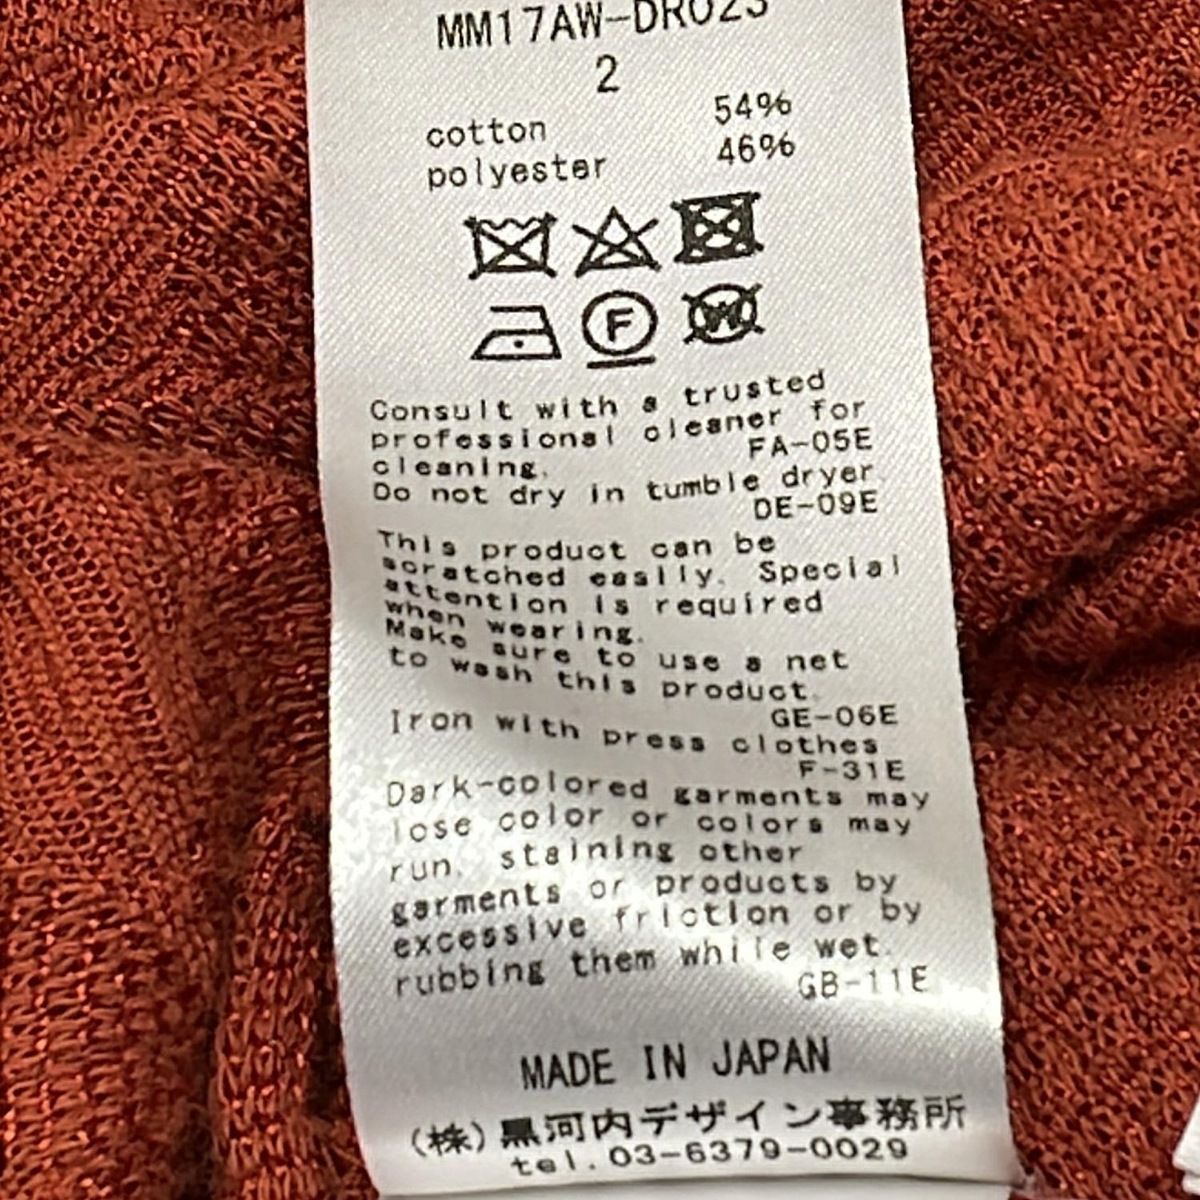 MM17AW-DR023
2
cotton 54%
polyester 46%
F
W
Consult with a trusted
professional cleaner for
cleaning. FA-05E
Do not dry in tumble dryer.
DE-09E
This product can be
scratched easily. Special
attention is required
when wearing.
Make sure to use a net
to wash this product.
GE-06E
Iron with press clothes
F-31E
Dark-colored garments may
lose color or colors may
run, staining other
garments or products by
excessive friction or by
rubbing them while wet.
GB-11E
MADE IN JAPAN
(株)黒河内デザイン事務所
tel.03-6379-0029